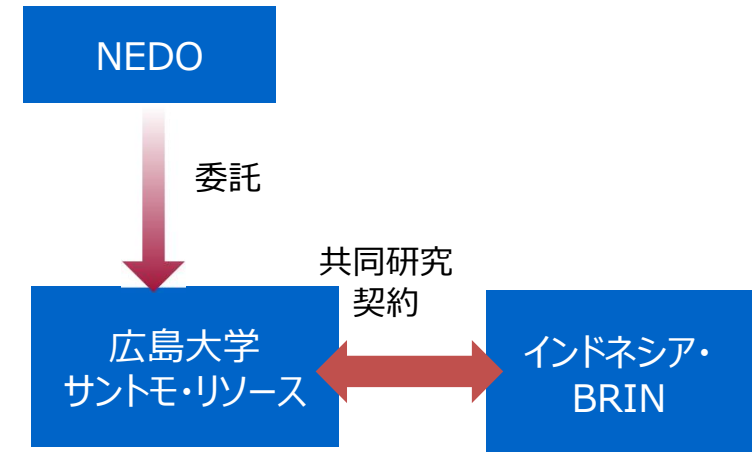 NEDO
委託
共同研究
契約
広島大学
サントモ・リソース
インドネシア・
BRIN